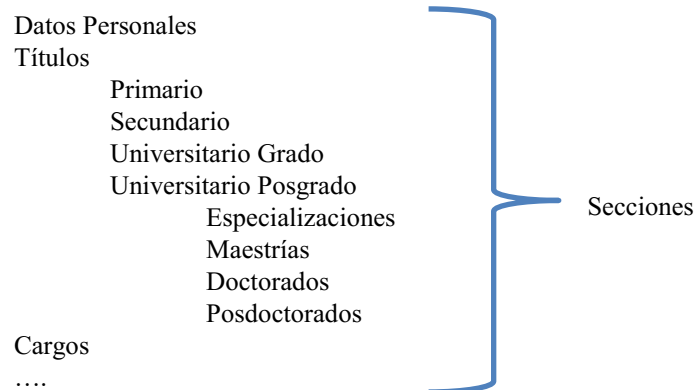 Datos Personales
Títulos
Primario
Secundario
Universitario Grado
Universitario Posgrado
Especializaciones
Maestrías
Doctorados
Posdoctorados
Cargos
….
Secciones